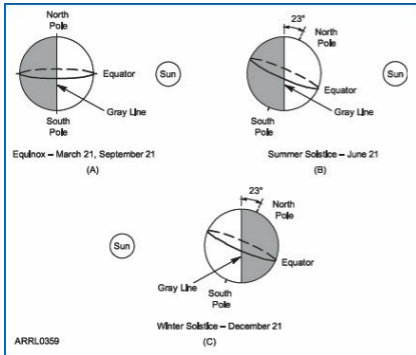 North
Pole
Equator
Sun
Gray Line
South
Pole
Equinox – March 21, September 21
(A)
23°
North
Pole
Sun
Equator
Gray Line
South
Pole
Summer Solstice – June 21
(B)
23°
North
Pole
Sun
Equator
Gray Line
South
Pole
Winter Solstice – December 21
(C)
ARRL0359